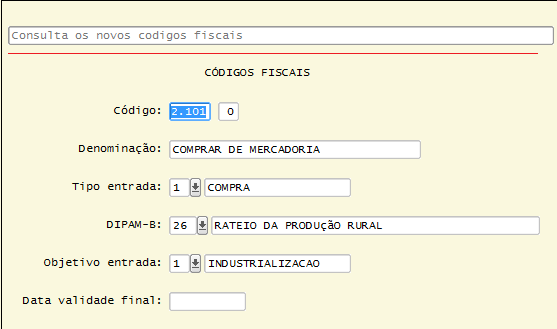 Consulta os novos codigos fiscais
CÓDIGOS FISCAIS
Código: 2.101 0
Denominação: COMPRAR DE MERCADORIA
Tipo entrada: 1 COMPRA
DIPAM-B: 26 RATEIO DA PRODUÇÃO RURAL
Objetivo entrada: 1 INDUSTRIALIZACAO
Data validade final: